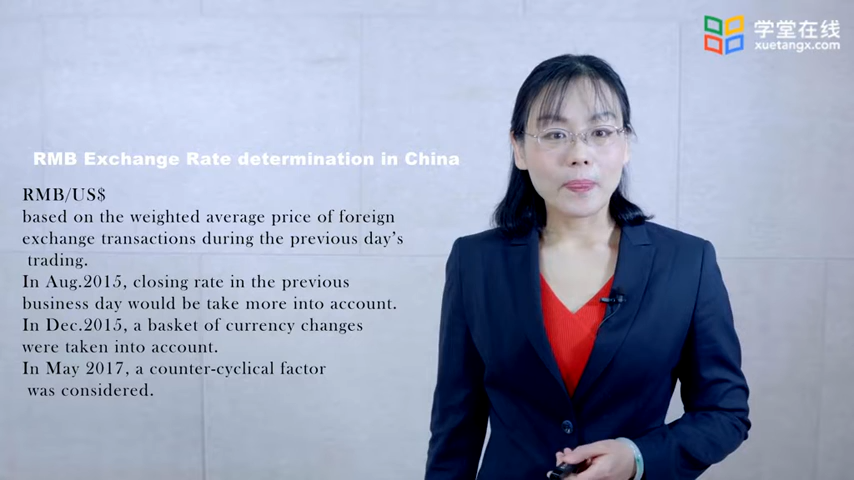 学堂在线
xuetangx.com
RMB Exchange Rate determination in China
RMB/US$
based on the weighted average price of foreign
exchange transactions during the previous day's
trading.
In Aug.2015, closing rate in the previous
business day would be take more into account.
In Dec.2015, a basket of currency changes
were taken into account.
In May 2017, a counter-cyclical factor
was considered.